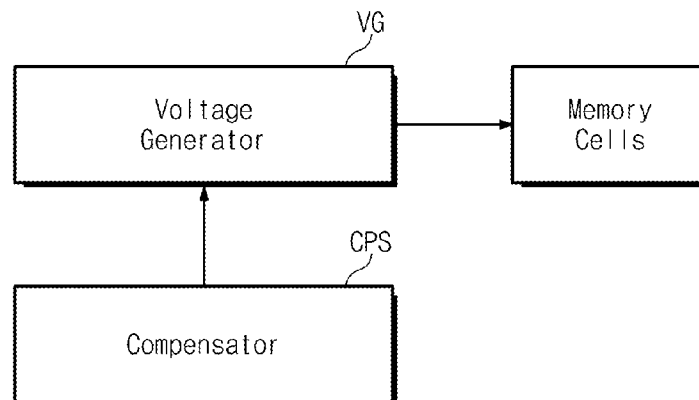 VG
Voltage
Generator
Memory
Cells
CPS
Compensator